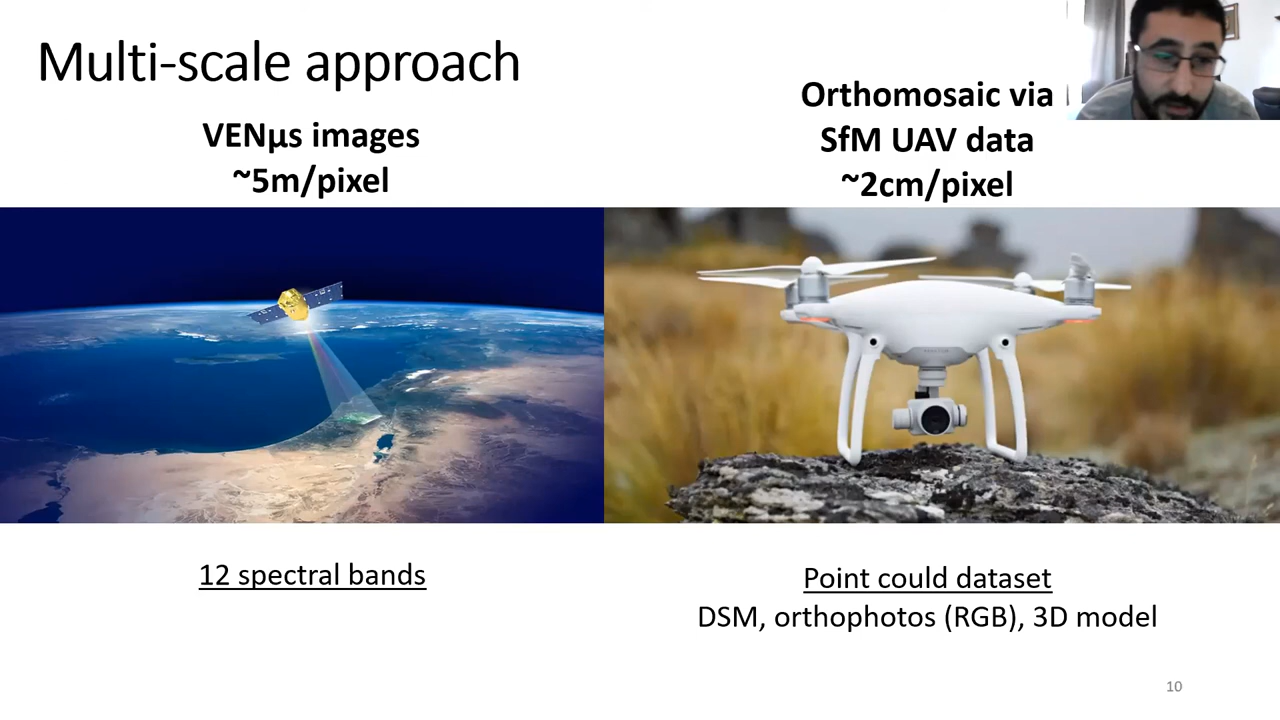 Multi-scale approach
VENμs images
~5m/pixel
Orthomosaic via
SfM UAV data
~2cm/pixel
12 spectral bands
Point could dataset
DSM, orthophotos (RGB), 3D model
10